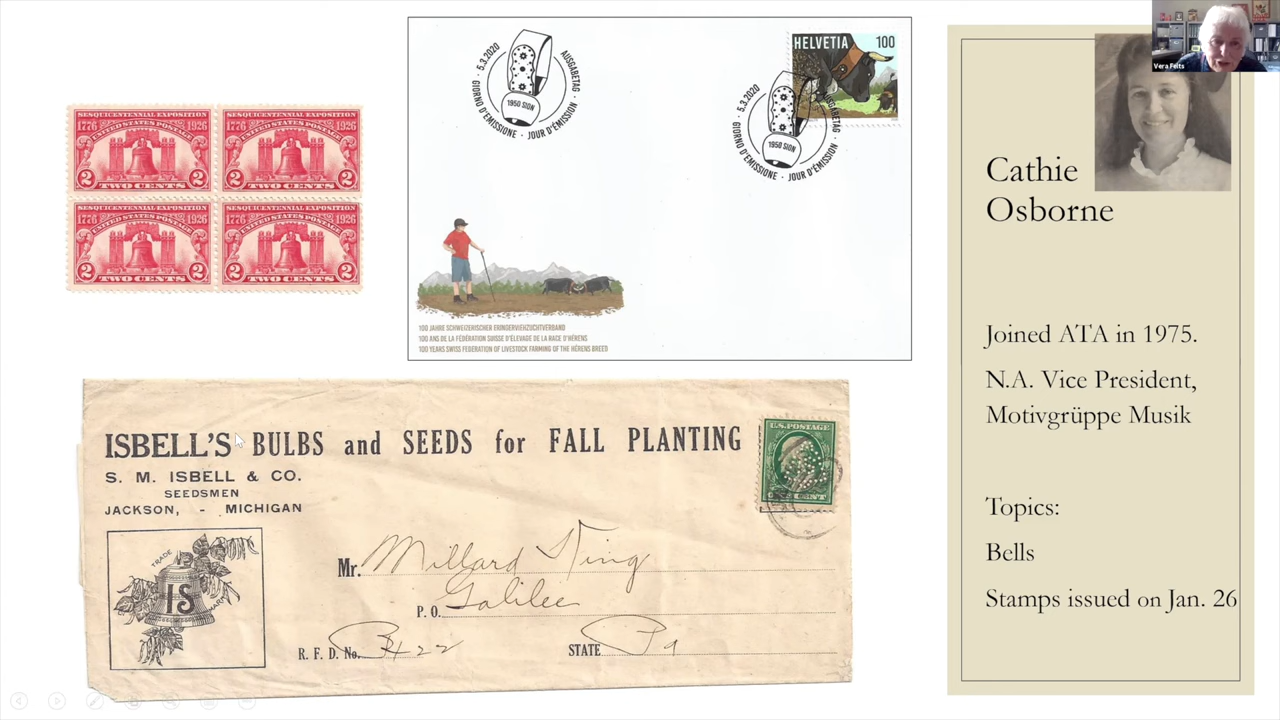 SESQUICENTENNIAL EXPOSITION
1776 UNITED STATES POSTAGE 1926
2 TWO CENTS 2
SESQUICENTENNIAL EXPOSITION
1776 UNITED STATES POSTAGE 1926
2 TWO CENTS 2
SESQUICENTENNIAL EXPOSITION
1776 UNITED STATES POSTAGE 1926
2 TWO CENTS 2
SESQUICENTENNIAL EXPOSITION
1776 UNITED STATES POSTAGE 1926
2 TWO CENTS 2
5.3.2020 · AUSGABETAG · JOUR D'ÉMISSION · GIORNO D'EMISSIONE ·
1950 SION
HELVETIA 100
5.3.2020 · AUSGABETAG · JOUR D'ÉMISSION · GIORNO D'EMISSIONE ·
1950 SION
100 JAHRE SCHWEIZERISCHER ERINGERVIEHZUCHTVERBAND
100 ANS DE LA FÉDÉRATION SUISSE D'ÉLEVAGE DE LA RACE D'HÉRENS
100 YEARS SWISS FEDERATION OF LIVESTOCK FARMING OF THE HÉRENS BREED
ISBELL'S BULBS and SEEDS for FALL PLANTING
S. M. ISBELL & CO.
SEEDSMEN
JACKSON, - MICHIGAN
U.S. POSTAGE
TRADE
IS
MARK
Mr. Millard King
P. O. Galilee
R. F. D. No. STATE Pa
Vera Felts
Cathie
Osborne
Joined ATA in 1975.
N.A. Vice President,
Motivgrüppe Musik
Topics:
Bells
Stamps issued on Jan. 26